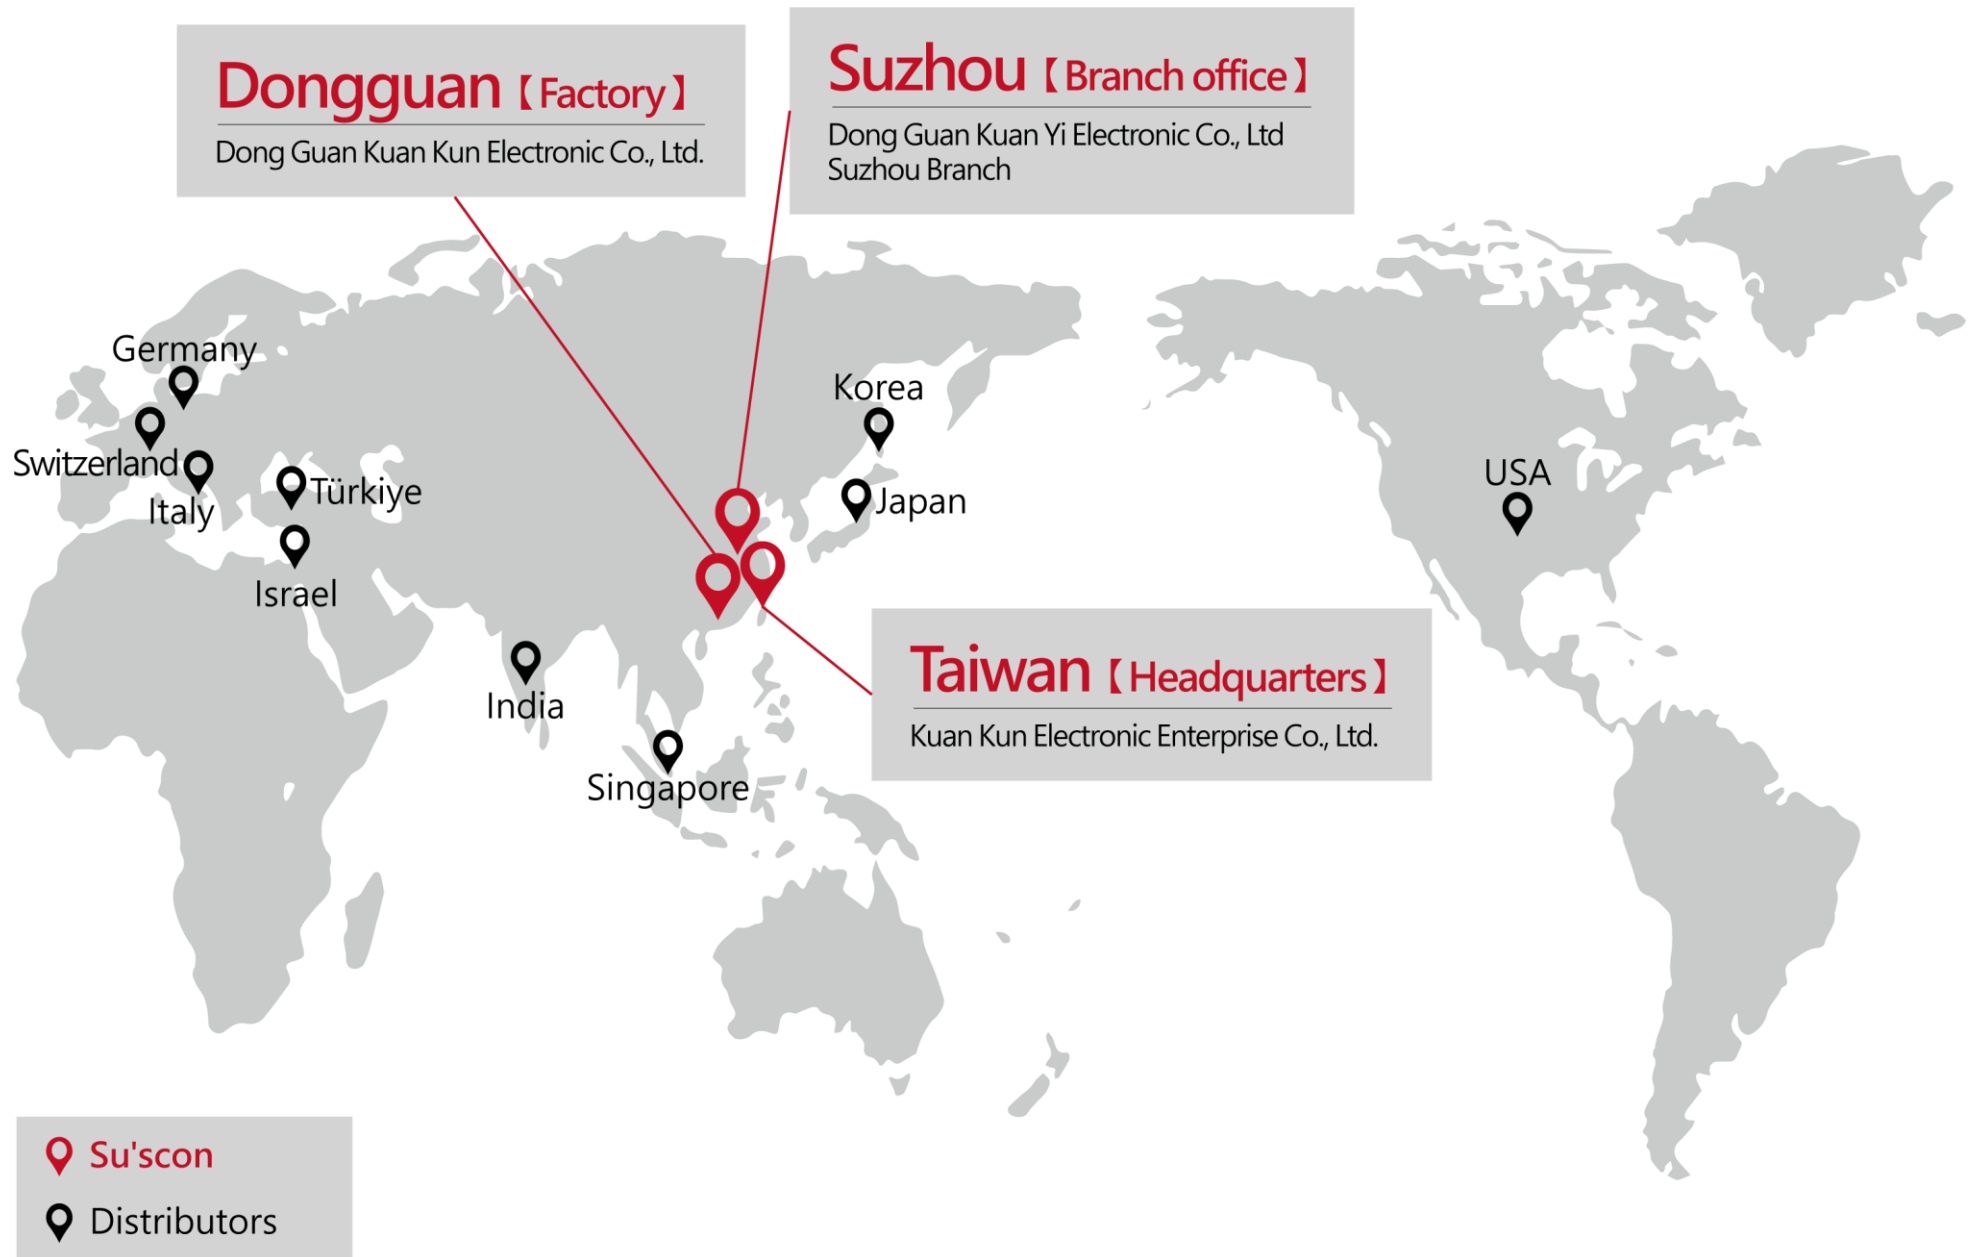 Dongguan【Factory】
Dong Guan Kuan Kun Electronic Co., Ltd.
Suzhou【Branch office】
Dong Guan Kuan Yi Electronic Co., Ltd
Suzhou Branch
Germany
Switzerland
Italy
Türkiye
Israel
Korea
Japan
USA
India
Singapore
Taiwan【Headquarters】
Kuan Kun Electronic Enterprise Co., Ltd.
Su'scon
Distributors